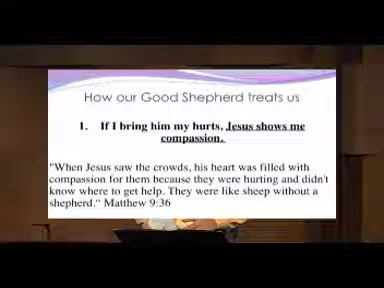 How our Good Shepherd treats us
1. If I bring him my hurts, Jesus shows me
compassion.
"When Jesus saw the crowds, his heart was filled with
compassion for them because they were hurting and didn't
know where to get help. They were like sheep without a
shepherd." Matthew 9:36